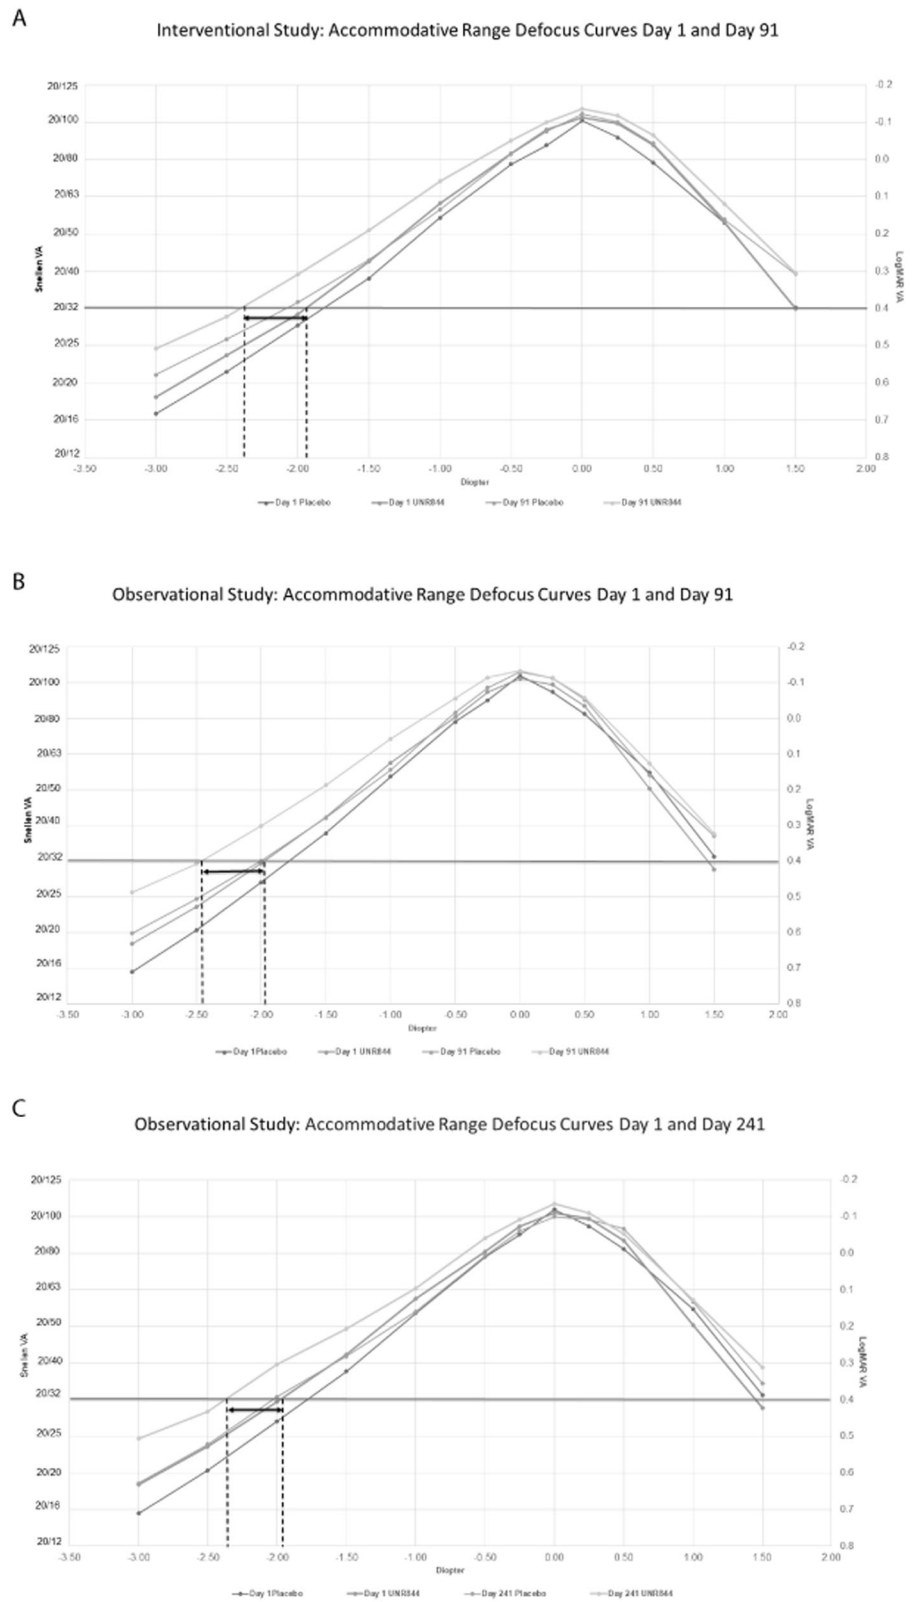 A
Interventional Study: Accommodative Range Defocus Curves Day 1 and Day 91
20/125 -0.2
20/100 -0.1
20/80 0.0
20/63 0.1
20/50 0.2
20/40 0.3
20/32 0.4
20/25 0.5
20/20 0.6
20/16 0.7
20/12 0.8
Snellen VA
LogMAR VA
-3.50 -3.00 -2.50 -2.00 -1.50 -1.00 -0.50 0.00 0.50 1.00 1.50 2.00
Diopter
Day 1 Placebo Day 1 UNR844 Day 91 Placebo Day 91 UNR844
B
Observational Study: Accommodative Range Defocus Curves Day 1 and Day 91
20/125 -0.2
20/100 -0.1
20/80 0.0
20/63 0.1
20/50 0.2
20/40 0.3
20/32 0.4
20/25 0.5
20/20 0.6
20/16 0.7
20/12 0.8
Snellen VA
LogMAR VA
-3.50 -3.00 -2.50 -2.00 -1.50 -1.00 -0.50 0.00 0.50 1.00 1.50 2.00
Diopter
Day 1Placebo Day 1 UNR844 Day 91 Placebo Day 91 UNR844
C
Observational Study: Accommodative Range Defocus Curves Day 1 and Day 241
20/125 -0.2
20/100 -0.1
20/80 0.0
20/63 0.1
20/50 0.2
20/40 0.3
20/32 0.4
20/25 0.5
20/20 0.6
20/16 0.7
20/12 0.8
Snellen VA
LogMAR VA
-3.50 -3.00 -2.50 -2.00 -1.50 -1.00 -0.50 0.00 0.50 1.00 1.50 2.00
Diopter
Day 1Placebo Day 1 UNR844 Day 241 Placebo Day 241 UNR844